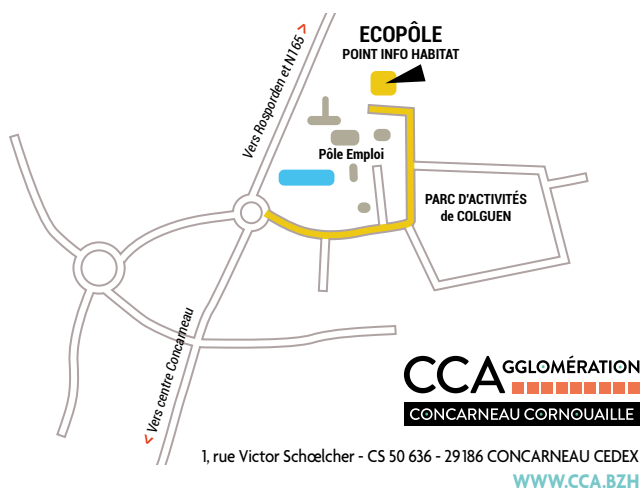 ECOPÔLE
POINT INFO HABITAT
Vers Rosporden et N165 >
Pôle Emploi
PARC D'ACTIVITÉS
de COLGUEN
< Vers centre Concarneau
CCAGGLOMÉRATION
CONCARNEAU CORNOUAILLE
1, rue Victor Schœlcher - CS 50 636 - 29186 CONCARNEAU CEDEX
WWW.CCA.BZH